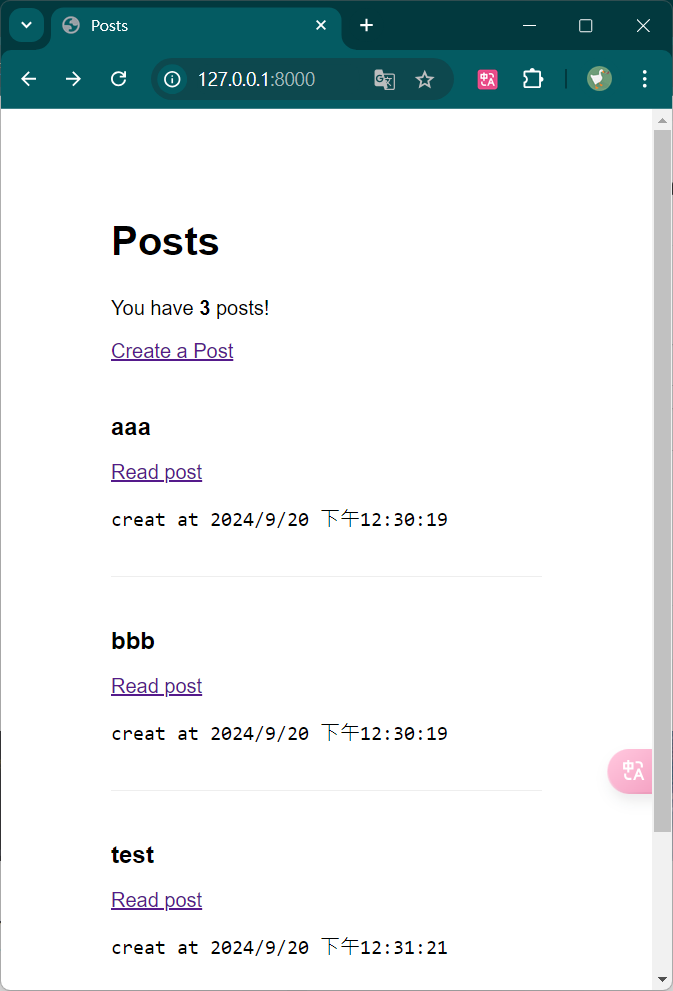 Posts
127.0.0.1:8000
Posts
You have 3 posts!
Create a Post
aaa
Read post
creat at 2024/9/20 下午12:30:19
bbb
Read post
creat at 2024/9/20 下午12:30:19
test
Read post
creat at 2024/9/20 下午12:31:21